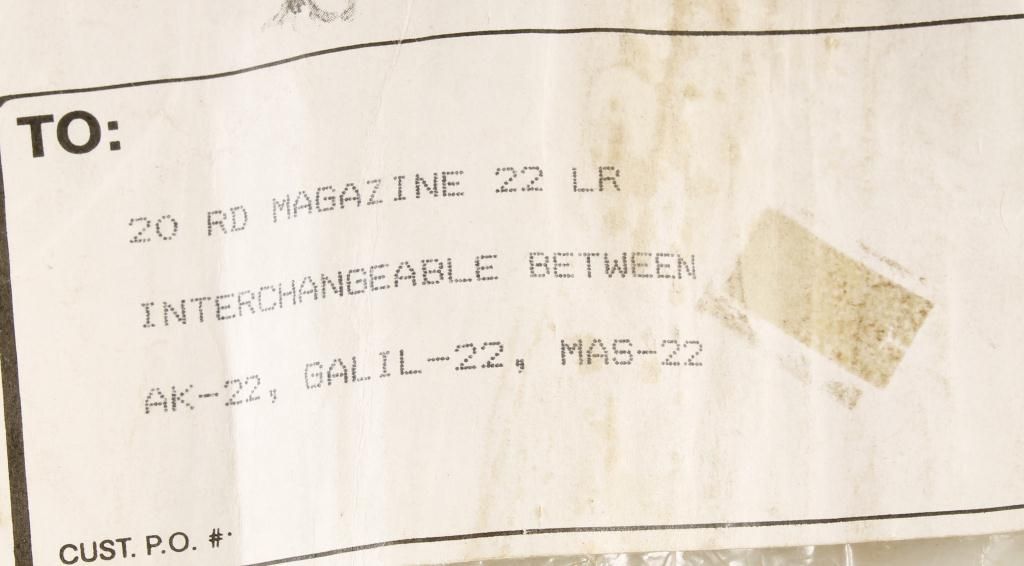 TO:
20 RD MAGAZINE 22 LR
INTERCHANGEABLE BETWEEN
AK-22, GALIL-22, MAS-22
CUST. P.O. #